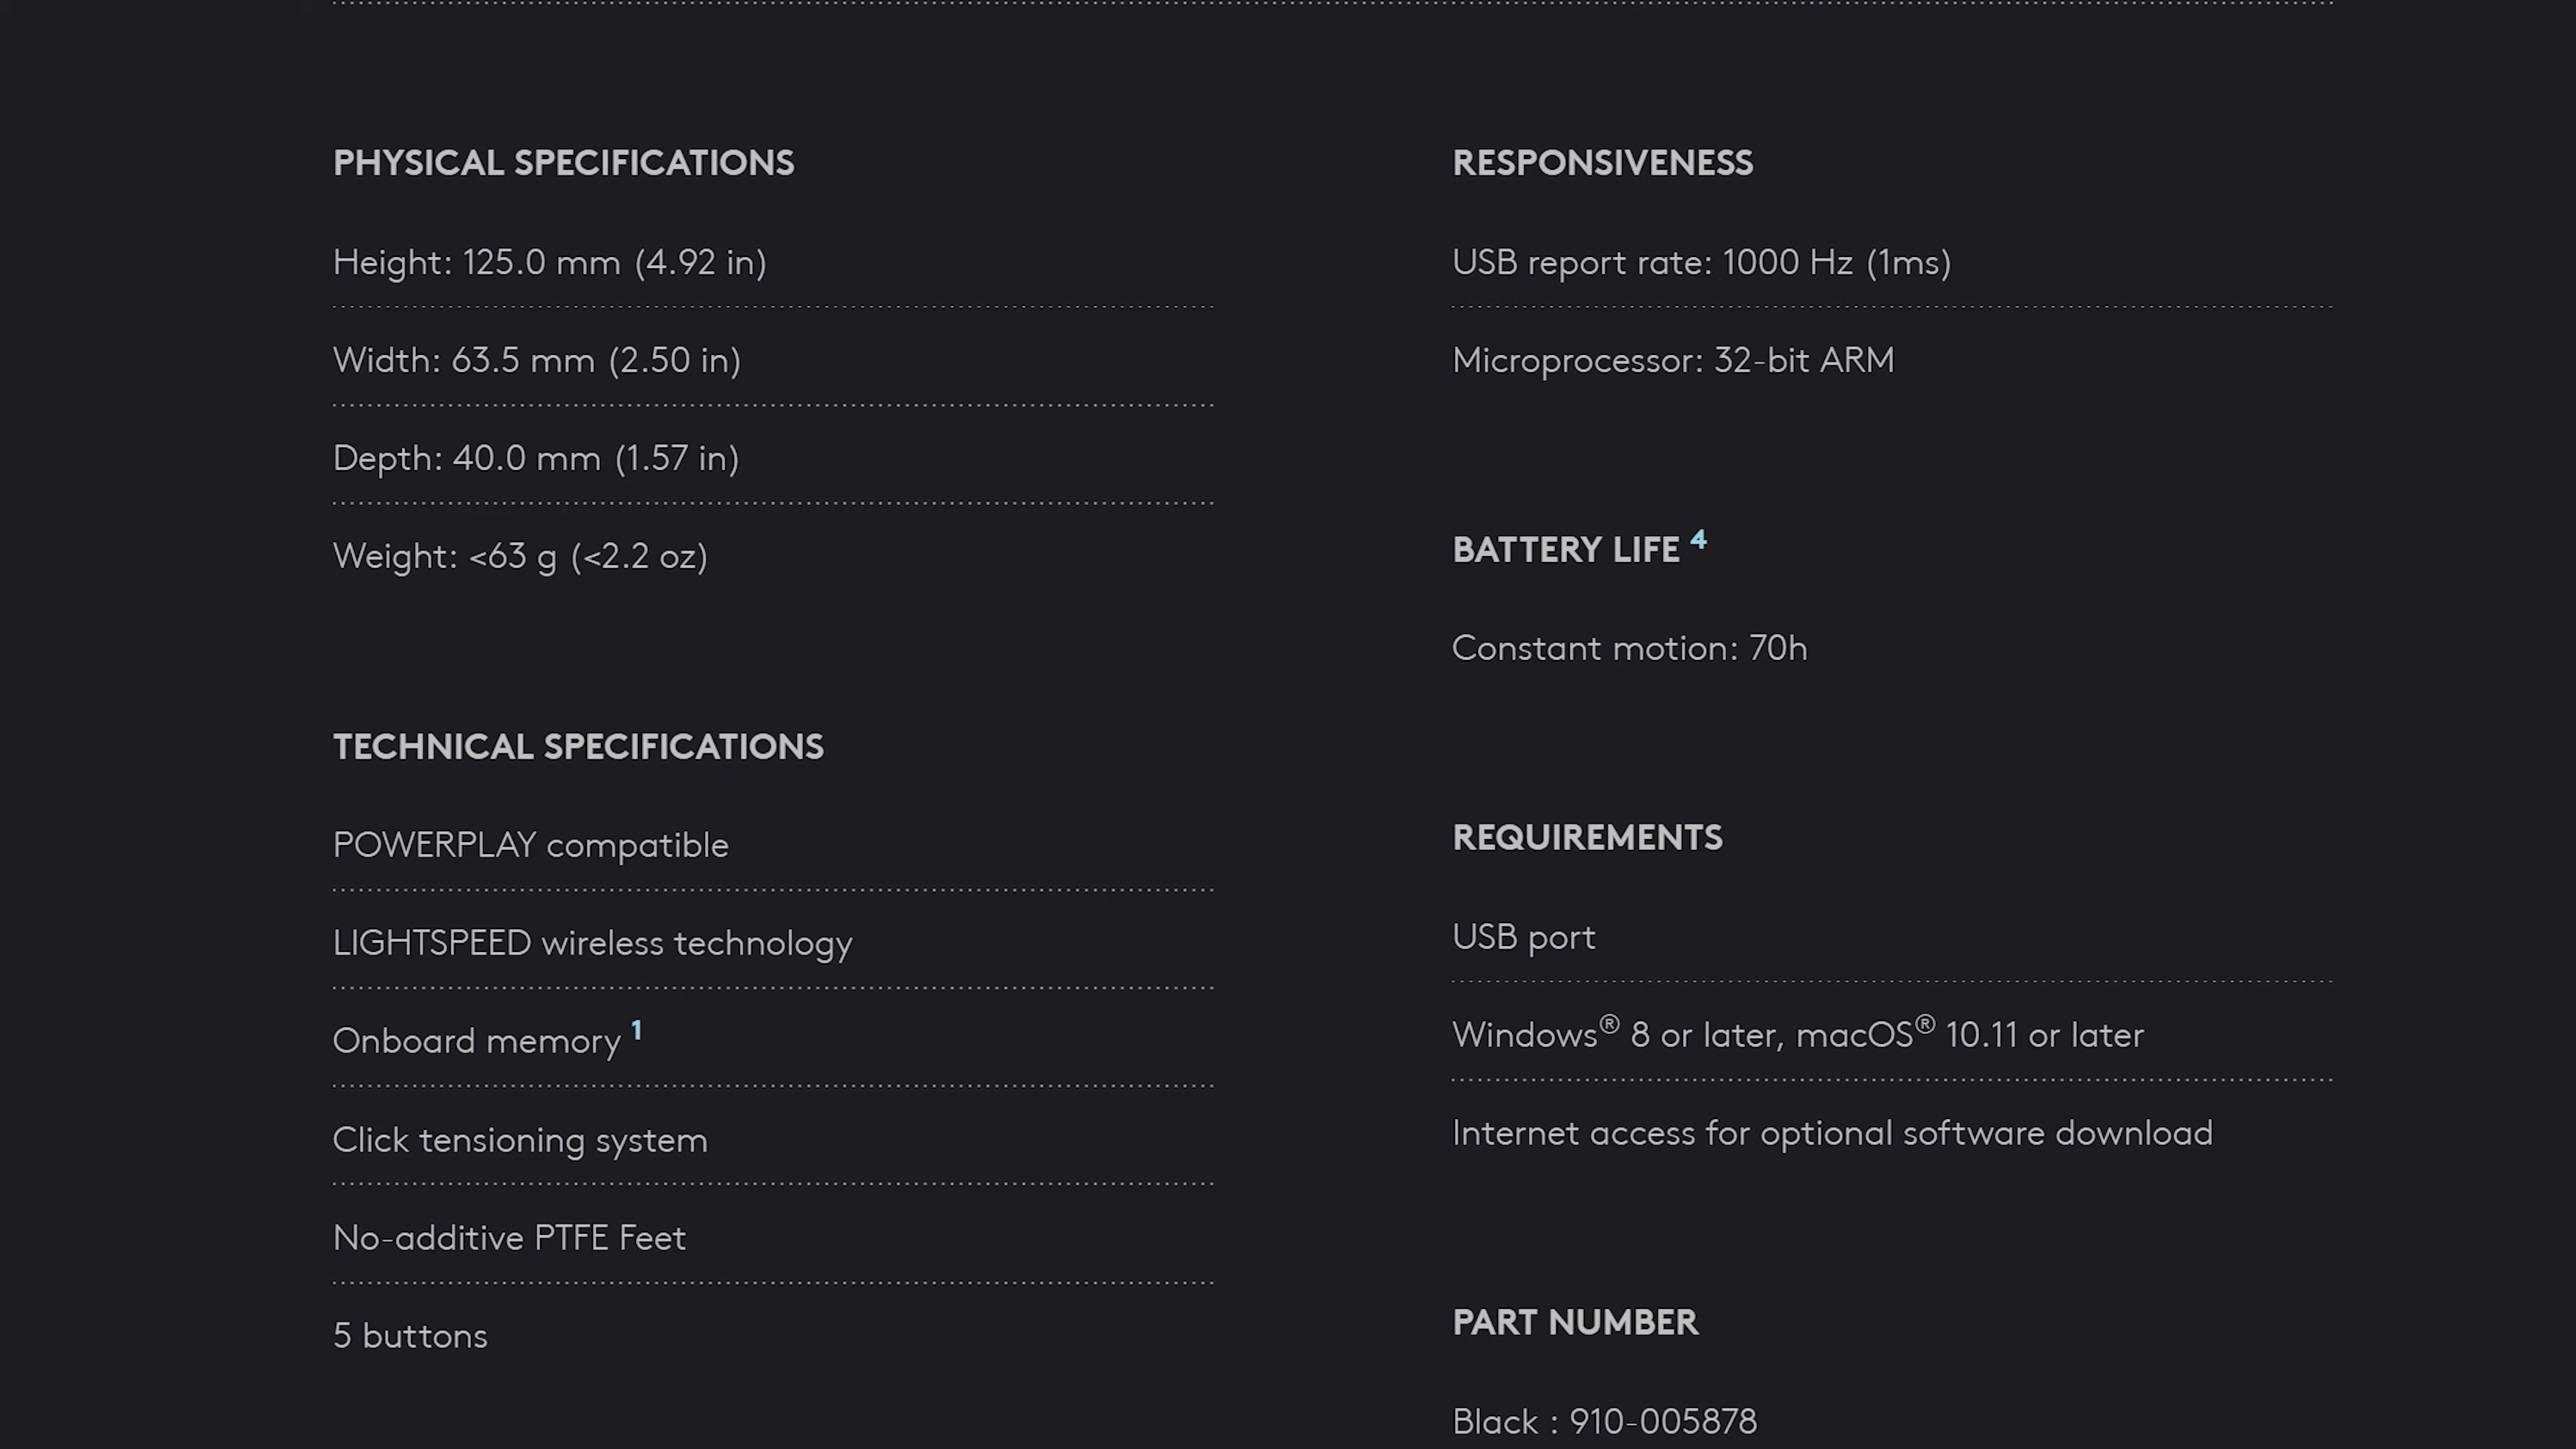 PHYSICAL SPECIFICATIONS
Height: 125.0 mm (4.92 in)
Width: 63.5 mm (2.50 in)
Depth: 40.0 mm (1.57 in)
Weight: <63 g (<2.2 oz)
TECHNICAL SPECIFICATIONS
POWERPLAY compatible
LIGHTSPEED wireless technology
Onboard memory 1
Click tensioning system
No-additive PTFE Feet
5 buttons
RESPONSIVENESS
USB report rate: 1000 Hz (1ms)
Microprocessor: 32-bit ARM
BATTERY LIFE 4
Constant motion: 70h
REQUIREMENTS
USB port
Windows® 8 or later, macOS® 10.11 or later
Internet access for optional software download
PART NUMBER
Black : 910-005878